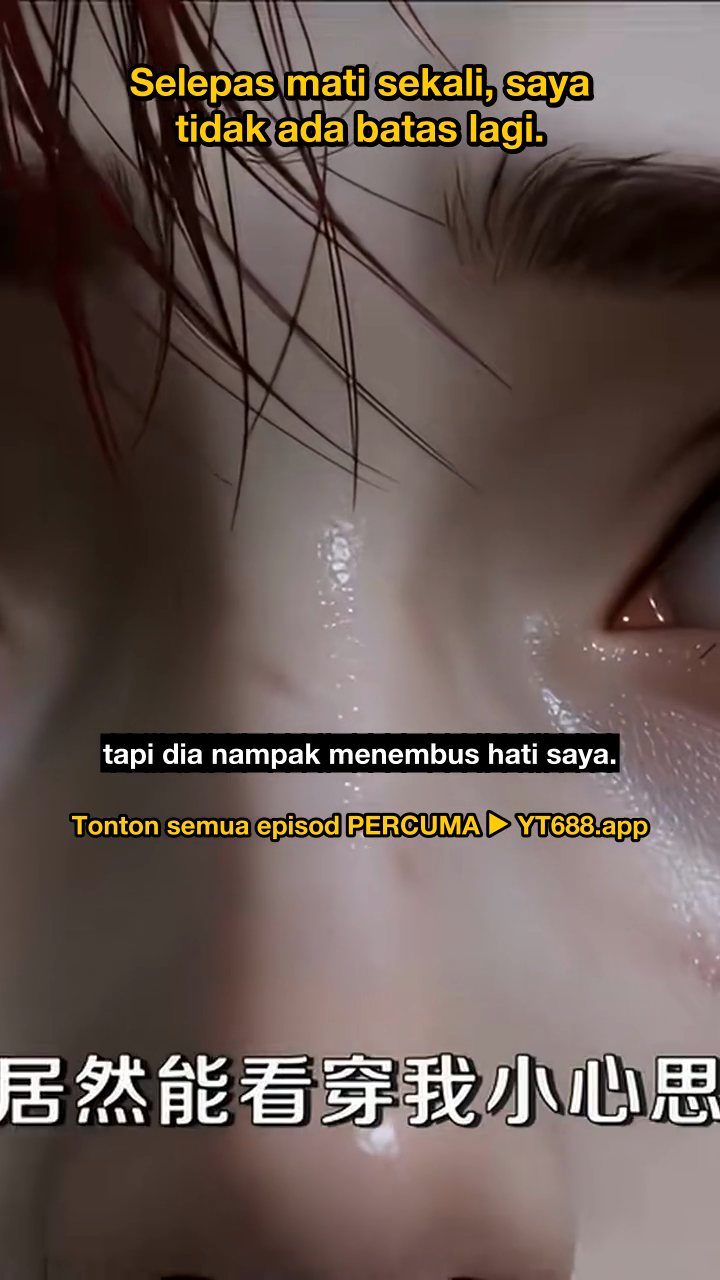 Selepas mati sekali, saya
tidak ada batas lagi.
tapi dia nampak menembus hati saya.
Tonton semua episod PERCUMA ▶ YT688.app
居然能看穿我小心思